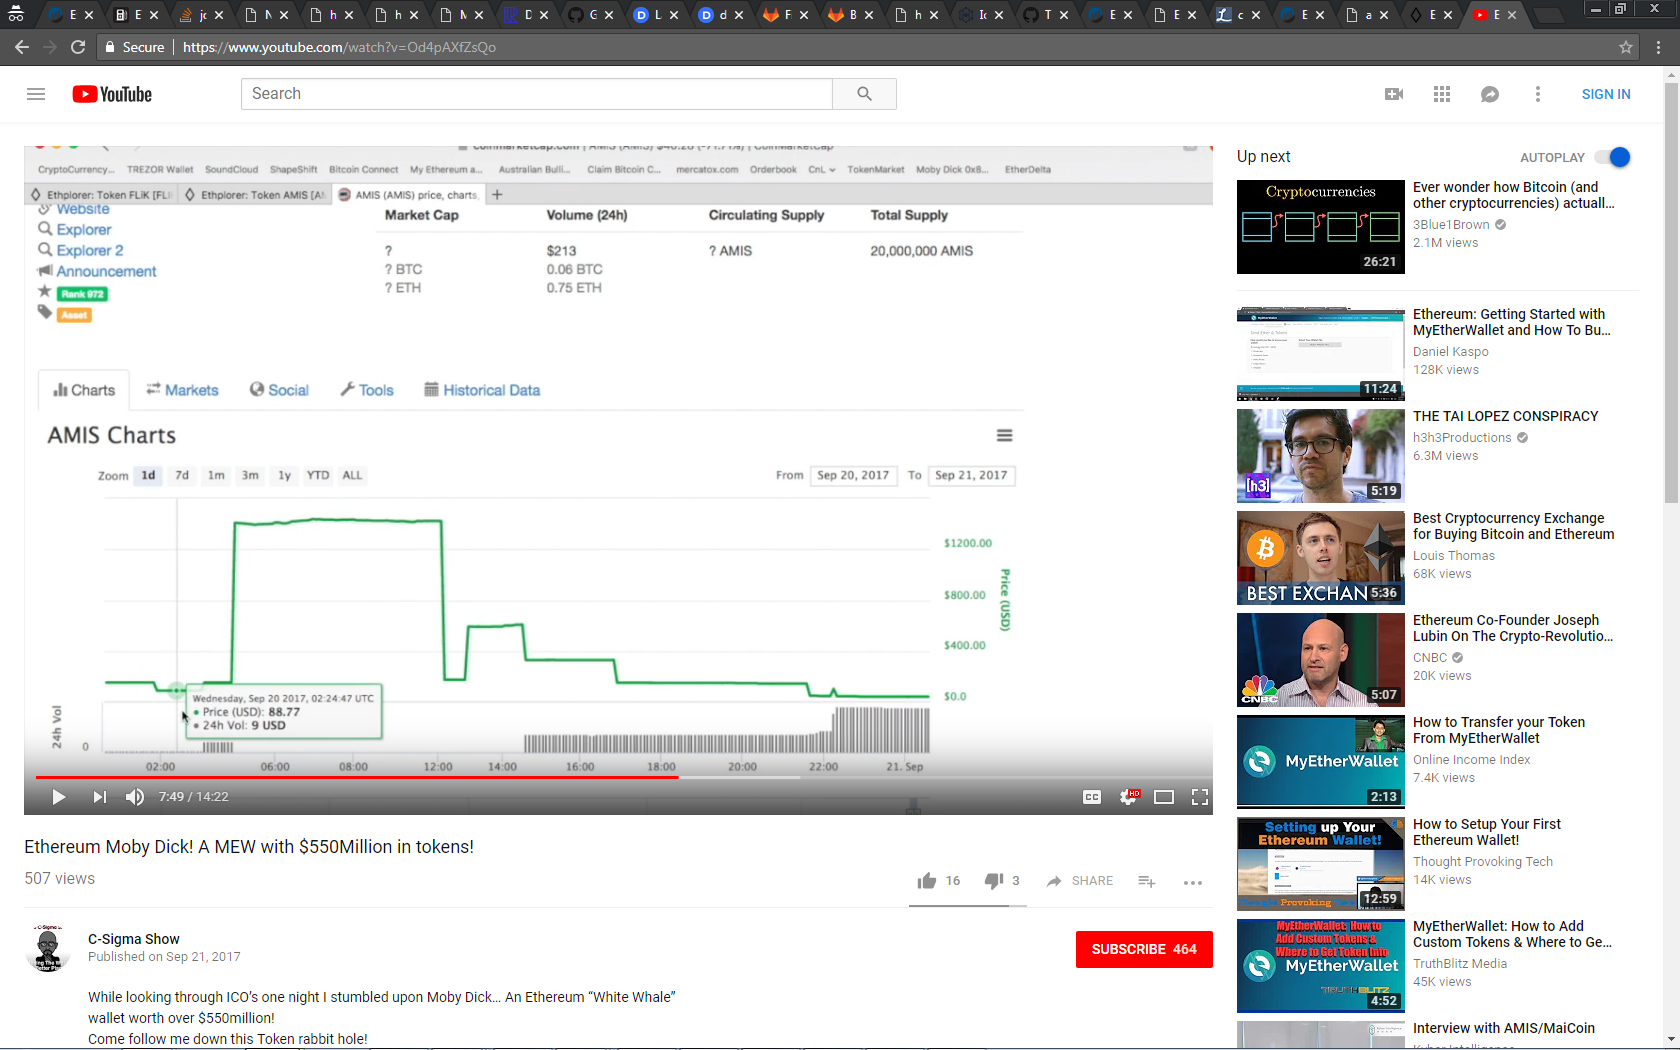 Secure
https://www.youtube.com/watch?v=Od4pAXfZsQo
YouTube
Search
SIGN IN
coinmarketcap.com | AMIS (AMIS) $46.28 (-71.71%) | CoinMarketCap
CryptoCurrency... TREZOR Wallet SoundCloud ShapeShift Bitcoin Connect My Ethereum a... Australian Bulli... Claim Bitcoin C... mercatox.com Orderbook CnL TokenMarket Moby Dick 0x8... EtherDelta
Ethplorer: Token FLiK [FLI Ethplorer: Token AMIS [A AMIS (AMIS) price, charts,
Website
Explorer
Explorer 2
Announcement
Rank 972
Asset
Market Cap Volume (24h) Circulating Supply Total Supply
? $213 ? AMIS 20,000,000 AMIS
? BTC 0.06 BTC
? ETH 0.75 ETH
Charts Markets Social Tools Historical Data
AMIS Charts
Zoom 1d 7d 1m 3m 1y YTD ALL
From Sep 20, 2017 To Sep 21, 2017
$1200.00
$800.00
$400.00
$0.0
Price (USD)
Wednesday, Sep 20 2017, 02:24:47 UTC
Price (USD): 88.77
24h Vol: 9 USD
24h Vol
0
02:00 06:00 08:00 12:00 14:00 16:00 18:00 20:00 22:00 21. Sep
7:49 / 14:22
CC
HD
Ethereum Moby Dick! A MEW with $550Million in tokens!
507 views
16 3 SHARE
C-Sigma Show
Published on Sep 21, 2017
SUBSCRIBE 464
While looking through ICO's one night I stumbled upon Moby Dick... An Ethereum “White Whale”
wallet worth over $550million!
Come follow me down this Token rabbit hole!
Up next
AUTOPLAY
Cryptocurrencies
26:21
Ever wonder how Bitcoin (and
other cryptocurrencies) actuall...
3Blue1Brown
2.1M views
11:24
Ethereum: Getting Started with
MyEtherWallet and How To Bu...
Daniel Kaspo
128K views
[h3]
5:19
THE TAI LOPEZ CONSPIRACY
h3h3Productions
6.3M views
BEST EXCHAN
5:36
Best Cryptocurrency Exchange
for Buying Bitcoin and Ethereum
Louis Thomas
68K views
CNBC
5:07
Ethereum Co-Founder Joseph
Lubin On The Crypto-Revolutio...
CNBC
20K views
MyEtherWallet
2:13
How to Transfer your Token
From MyEtherWallet
Online Income Index
7.4K views
Setting up Your
Ethereum Wallet!
12:59
How to Setup Your First
Ethereum Wallet!
Thought Provoking Tech
14K views
MyEtherWallet: How to
Add Custom Tokens &
Where to Get Token Info
MyEtherWallet
TRUTHBLITZ
4:52
MyEtherWallet: How to Add
Custom Tokens & Where to Ge...
TruthBlitz Media
45K views
Interview with AMIS/MaiCoin